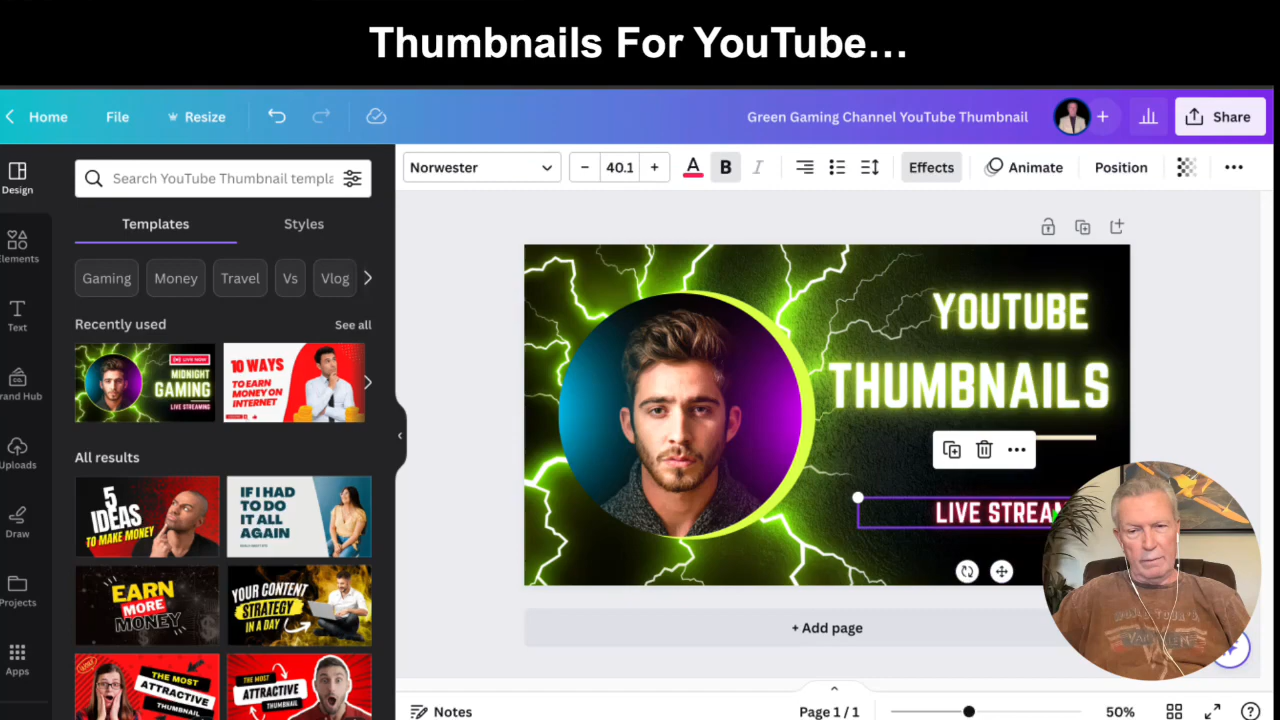 Thumbnails For YouTube...
Home
File
Resize
Green Gaming Channel YouTube Thumbnail
+
Share
Design
Elements
Text
Brand Hub
Uploads
Draw
Projects
Apps
Search YouTube Thumbnail templa
Templates
Styles
Gaming
Money
Travel
Vs
Vlog
Recently used
See all
LIVE NOW
MIDNIGHT
GAMING
LIVE STREAMING
10 WAYS
TO EARN
MONEY ON
INTERNET
All results
5
IDEAS
TO MAKE MONEY
IF I HAD
TO DO
IT ALL
AGAIN
EARN
MORE
MONEY
YOUR CONTENT
STRATEGY
IN A DAY
THE MOST
ATTRACTIVE
THUMBNAIL
THE MOST
ATTRACTIVE
THUMBNAIL
Norwester
− 40.1 +
A
B
I
Effects
Animate
Position
YOUTUBE
THUMBNAILS
LIVE STREAM
+ Add page
Notes
Page 1 / 1
50%